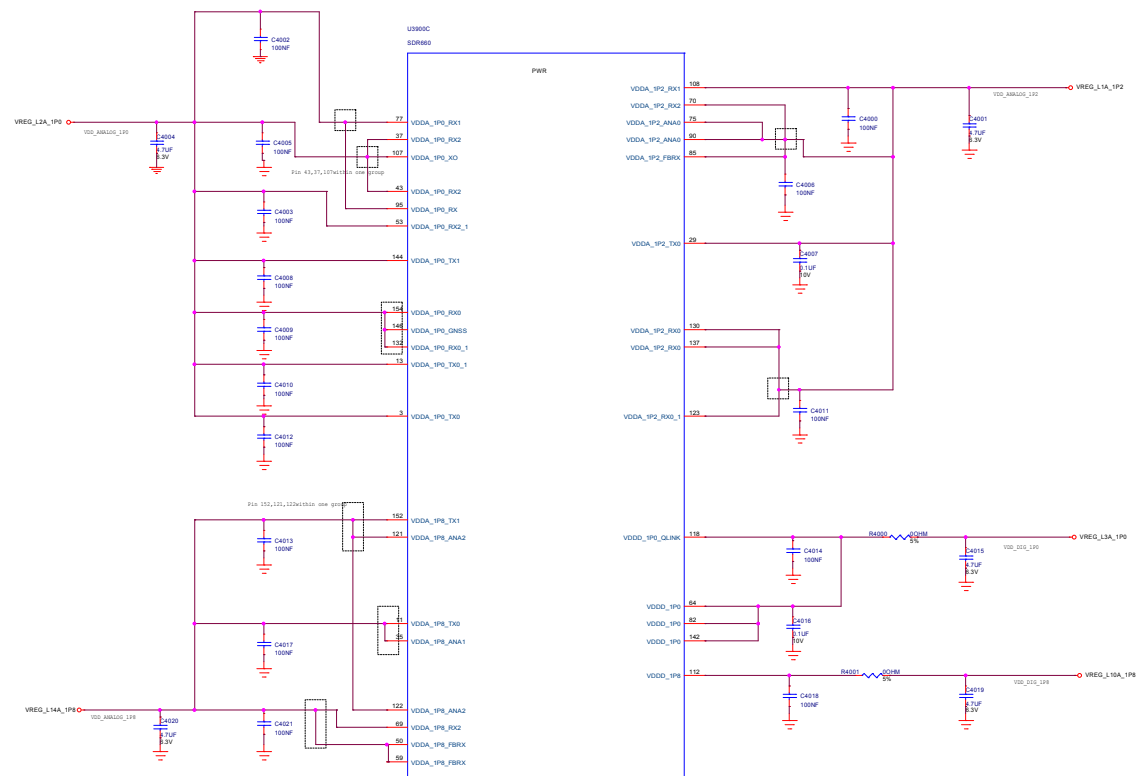 U3900C
SDR660
PWR
C4002
100NF
VREG_L2A_1P0
VDD_ANALOG_1P0
C4004
4.7UF
6.3V
C4005
100NF
77 VDDA_1P0_RX1
37 VDDA_1P0_RX2
107 VDDA_1P0_XO
Pin 43,37,107within one group
43 VDDA_1P0_RX2
95 VDDA_1P0_RX
53 VDDA_1P0_RX2_1
C4003
100NF
144 VDDA_1P0_TX1
C4008
100NF
154 VDDA_1P0_RX0
146 VDDA_1P0_GNSS
132 VDDA_1P0_RX0_1
C4009
100NF
13 VDDA_1P0_TX0_1
C4010
100NF
3 VDDA_1P0_TX0
C4012
100NF
Pin 152,121,122within one group
152 VDDA_1P8_TX1
121 VDDA_1P8_ANA2
C4013
100NF
11 VDDA_1P8_TX0
35 VDDA_1P8_ANA1
C4017
100NF
VREG_L14A_1P8
VDD_ANALOG_1P8
C4020
4.7UF
6.3V
C4021
100NF
122 VDDA_1P8_ANA2
69 VDDA_1P8_RX2
50 VDDA_1P8_FBRX
59 VDDA_1P8_FBRX
VDDA_1P2_RX1 108
VDDA_1P2_RX2 70
VDDA_1P2_ANA0 75
VDDA_1P2_ANA0 90
VDDA_1P2_FBRX 85
VREG_L1A_1P2
VDD_ANALOG_1P2
C4000
100NF
C4001
4.7UF
6.3V
C4006
100NF
VDDA_1P2_TX0 29
C4007
0.1UF
10V
VDDA_1P2_RX0 130
VDDA_1P2_RX0 137
VDDA_1P2_RX0_1 123
C4011
100NF
VDDD_1P0_QLINK 118
R4000 0OHM
5%
VREG_L3A_1P0
VDD_DIG_1P0
C4014
100NF
C4015
4.7UF
6.3V
VDDD_1P0 64
VDDD_1P0 82
VDDD_1P0 142
C4016
0.1UF
10V
VDDD_1P8 112
R4001 0OHM
5%
VREG_L10A_1P8
VDD_DIG_1P8
C4018
100NF
C4019
4.7UF
6.3V